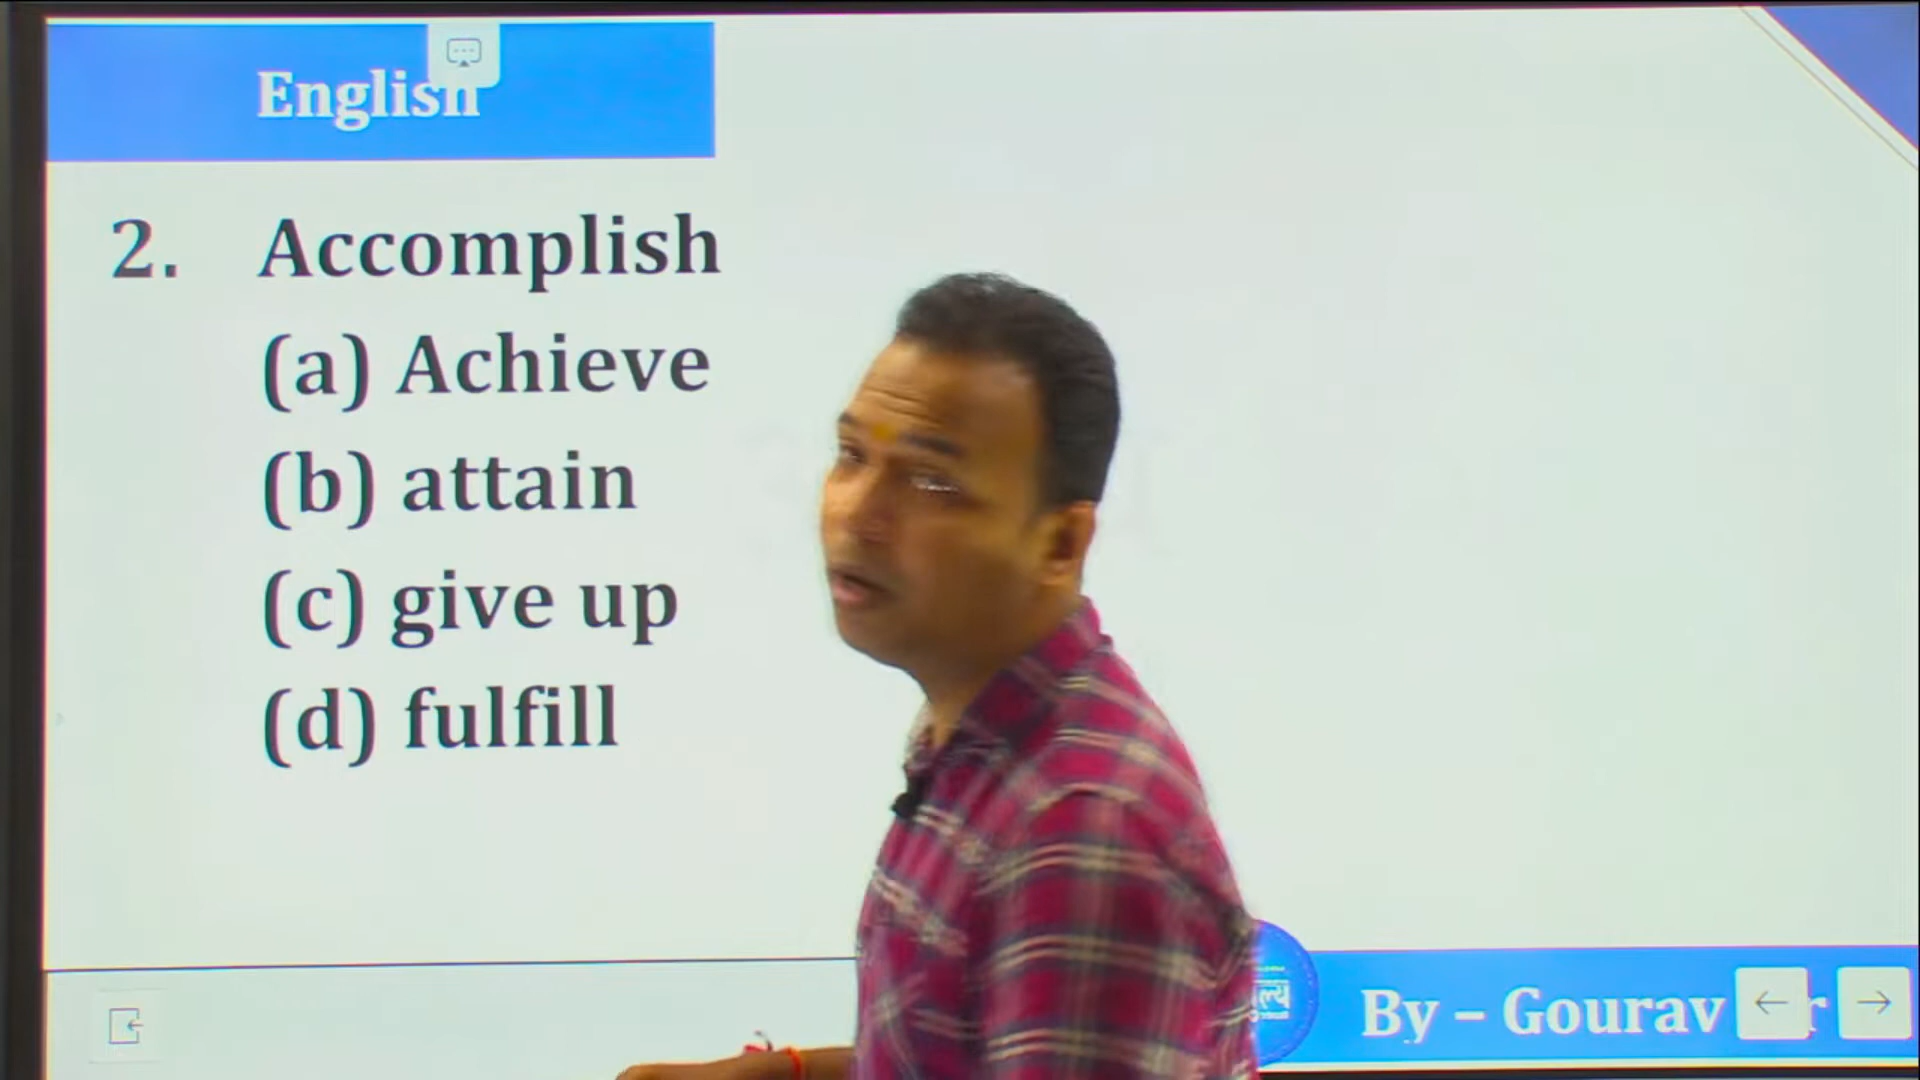 English
2. Accomplish
(a) Achieve
(b) attain
(c) give up
(d) fulfill
By – Gourav